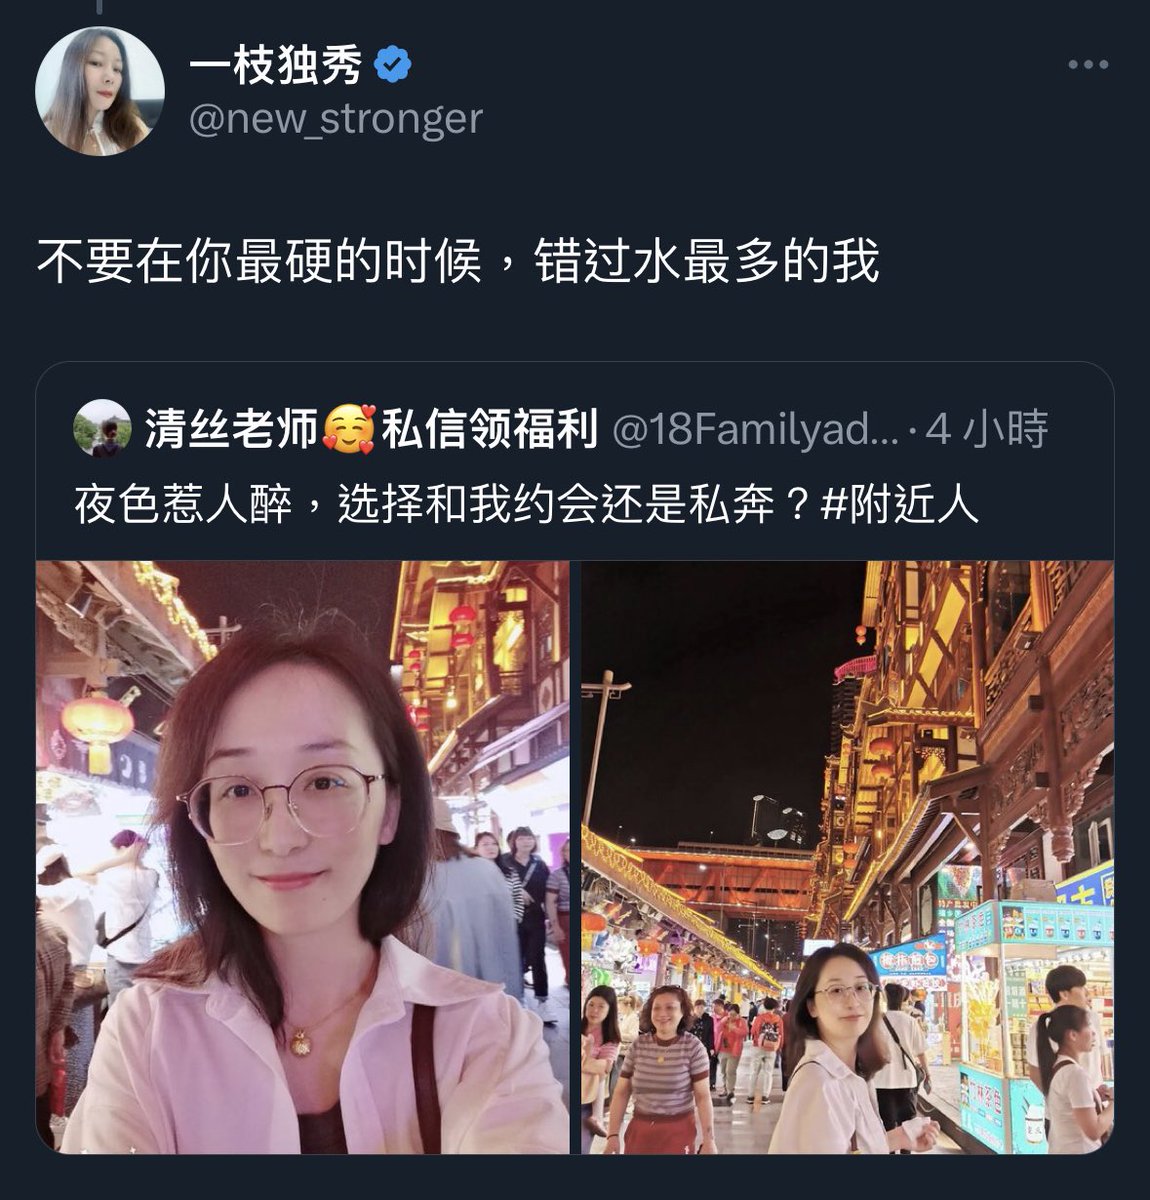 一枝独秀
@new_stronger
不要在你最硬的时候，错过水最多的我
清丝老师🥰私信领福利 @18Familyad... · 4 小時
夜色惹人醉，选择和我约会还是私奔？#附近人